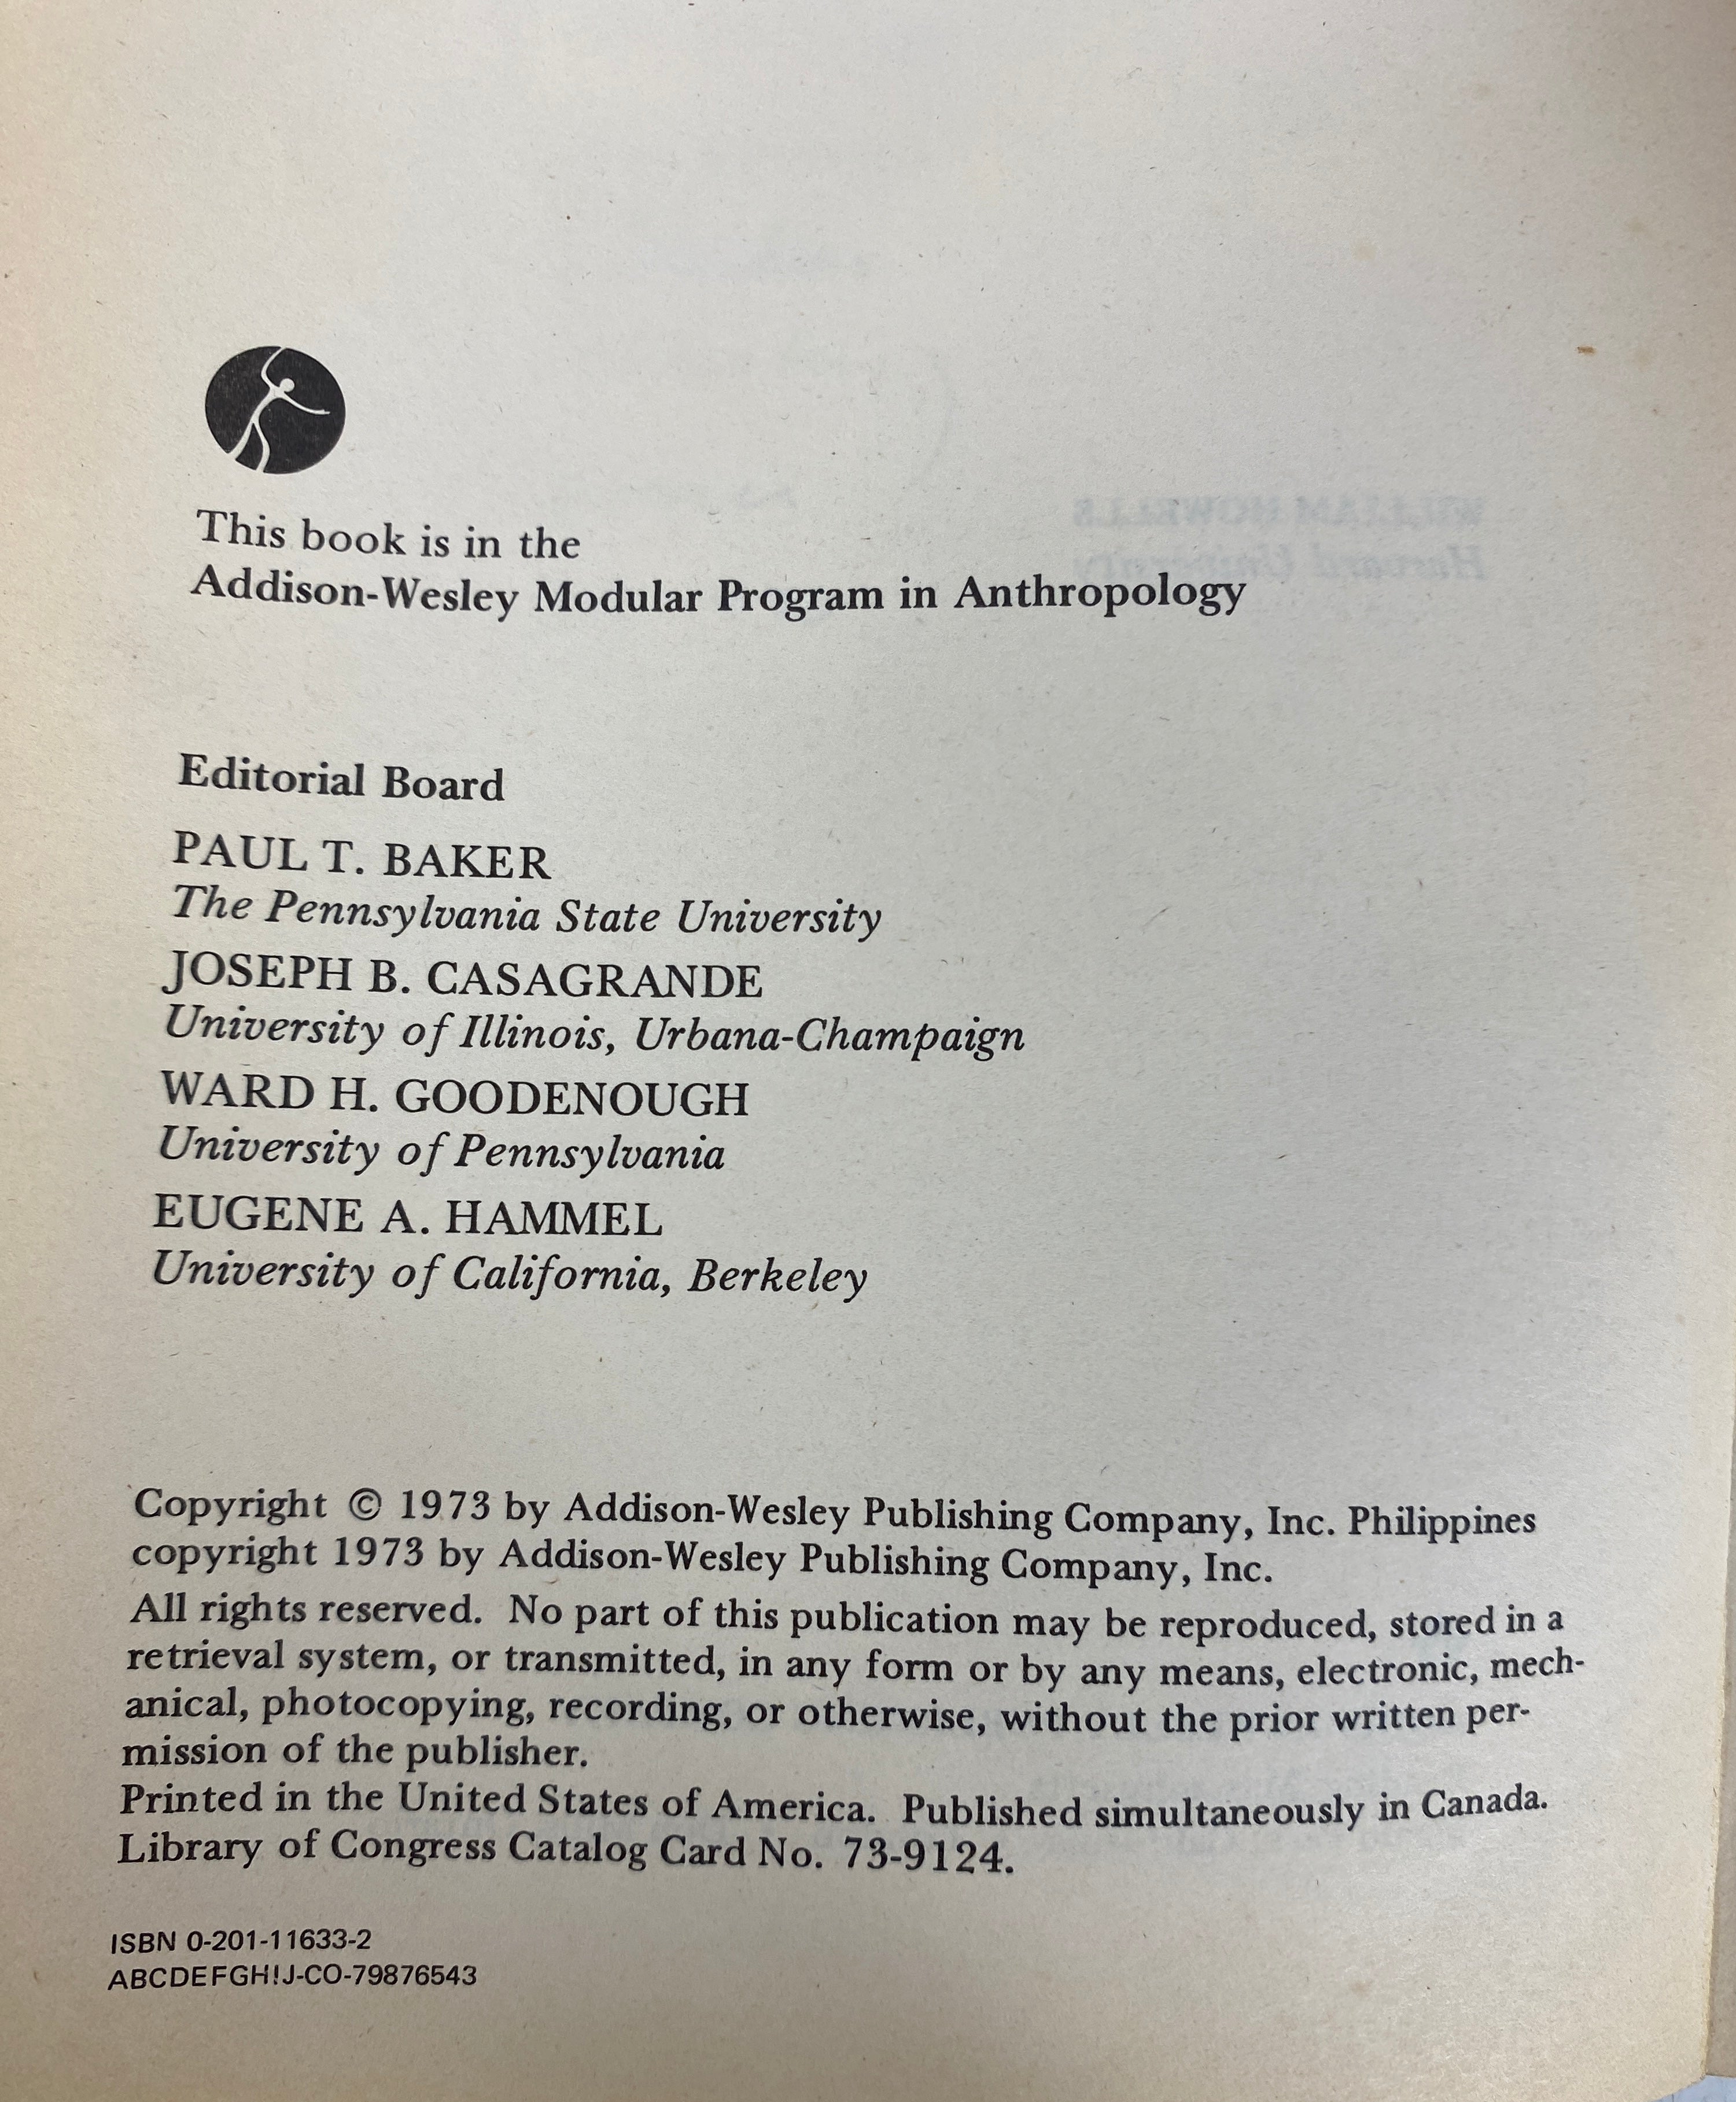 This book is in the
Addison-Wesley Modular Program in Anthropology
Editorial Board
PAUL T. BAKER
The Pennsylvania State University
JOSEPH B. CASAGRANDE
University of Illinois, Urbana-Champaign
WARD H. GOODENOUGH
University of Pennsylvania
EUGENE A. HAMMEL
University of California, Berkeley
Copyright © 1973 by Addison-Wesley Publishing Company, Inc. Philippines
copyright 1973 by Addison-Wesley Publishing Company, Inc.
All rights reserved. No part of this publication may be reproduced, stored in a
retrieval system, or transmitted, in any form or by any means, electronic, mech-
anical, photocopying, recording, or otherwise, without the prior written per-
mission of the publisher.
Printed in the United States of America. Published simultaneously in Canada.
Library of Congress Catalog Card No. 73-9124.
ISBN 0-201-11633-2
ABCDEFGH!J-CO-79876543